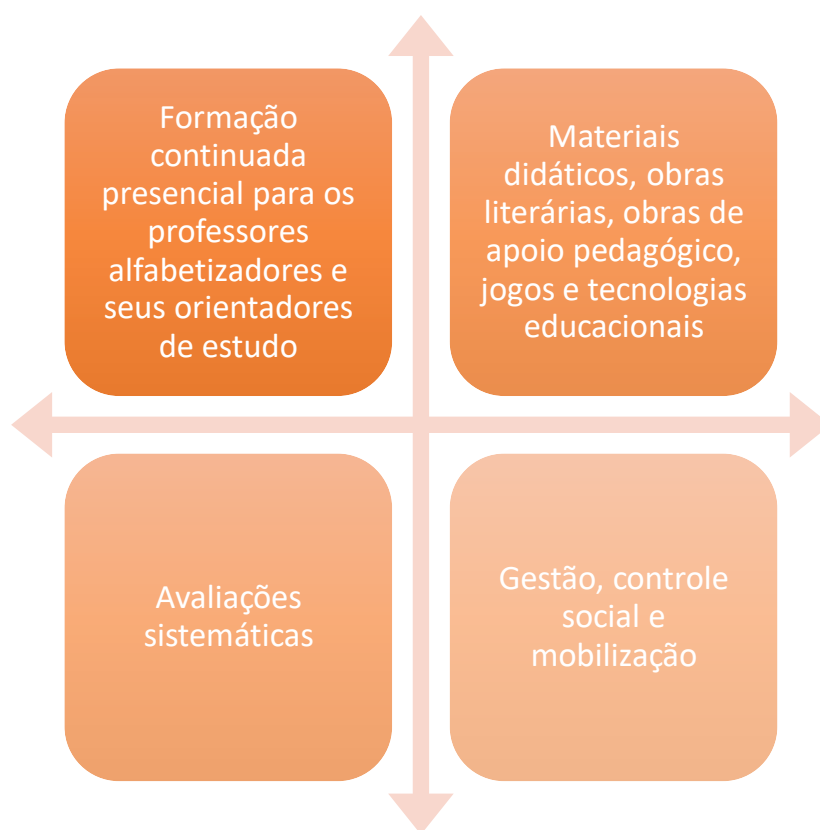 Formação
continuada
presencial para os
professores
alfabetizadores e
seus orientadores
de estudo
Materiais
didáticos, obras
literárias, obras de
apoio pedagógico,
jogos e tecnologias
educacionais
Avaliações
sistemáticas
Gestão, controle
social e
mobilização